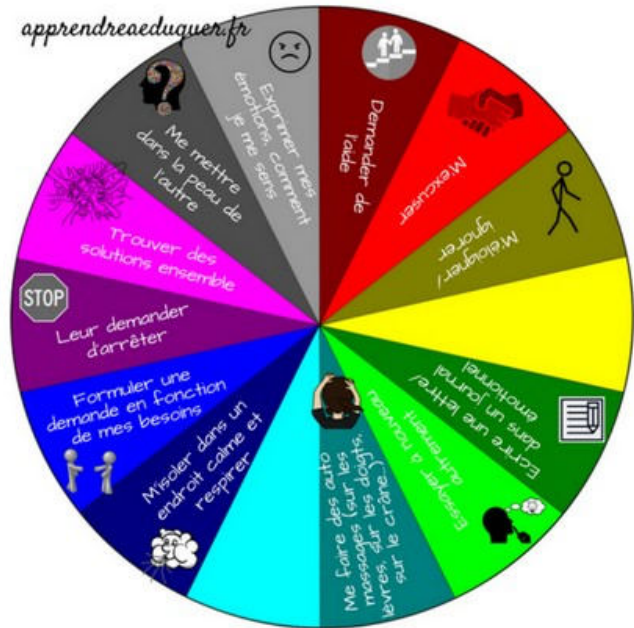 apprendreaeduquer.fr
Demander de
l'aide
M'excuser
M'éloigner/
ignorer
Ecrire une lettre/
dans un journal
émotionnel
Essayer à nouveau
autrement
Me faire des auto
massages (sur les
lèvres, sur les doigts,
sur le crâne...)
M'isoler dans un
endroit calme et
respirer
Formuler une
demande en fonction
de mes besoins
Leur demander
d'arrêter
STOP
Trouver des
solutions ensemble
Me mettre
dans la peau de
l'autre
Exprimer mes
émotions, comment
je me sens